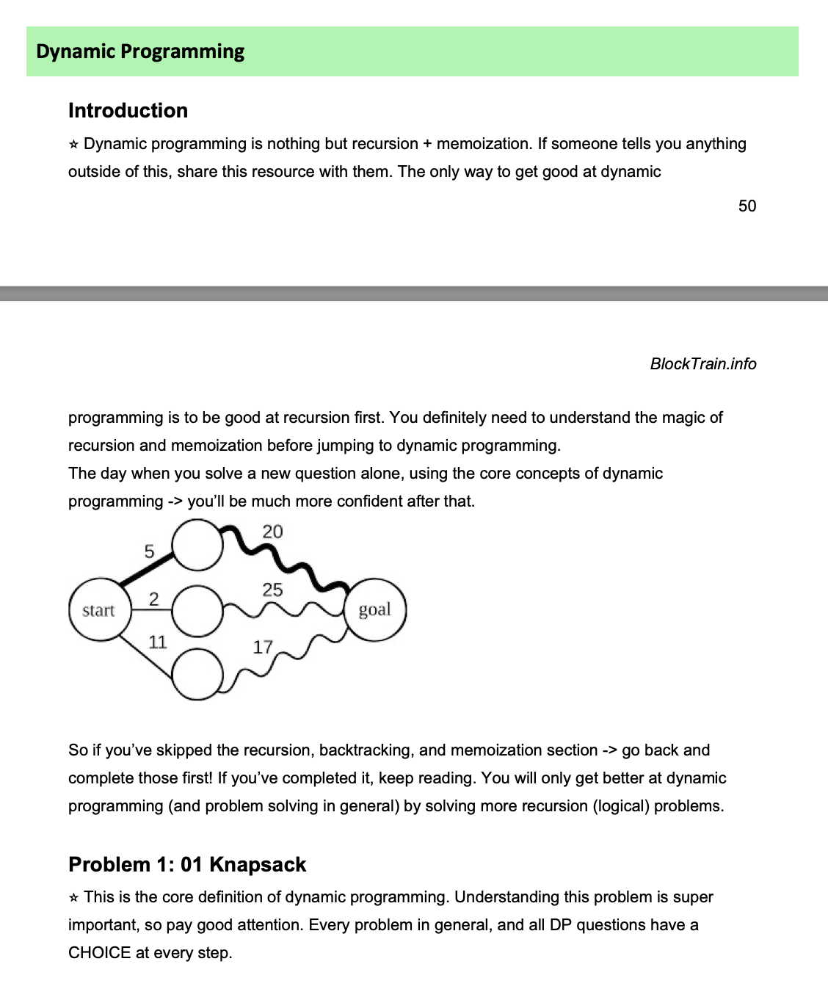 Dynamic Programming
Introduction
☆ Dynamic programming is nothing but recursion + memoization. If someone tells you anything
outside of this, share this resource with them. The only way to get good at dynamic
50
BlockTrain.info
programming is to be good at recursion first. You definitely need to understand the magic of
recursion and memoization before jumping to dynamic programming.
The day when you solve a new question alone, using the core concepts of dynamic
programming -> you’ll be much more confident after that.
20
5
25
2
start
goal
11
17
So if you’ve skipped the recursion, backtracking, and memoization section -> go back and
complete those first! If you’ve completed it, keep reading. You will only get better at dynamic
programming (and problem solving in general) by solving more recursion (logical) problems.
Problem 1: 01 Knapsack
☆ This is the core definition of dynamic programming. Understanding this problem is super
important, so pay good attention. Every problem in general, and all DP questions have a
CHOICE at every step.